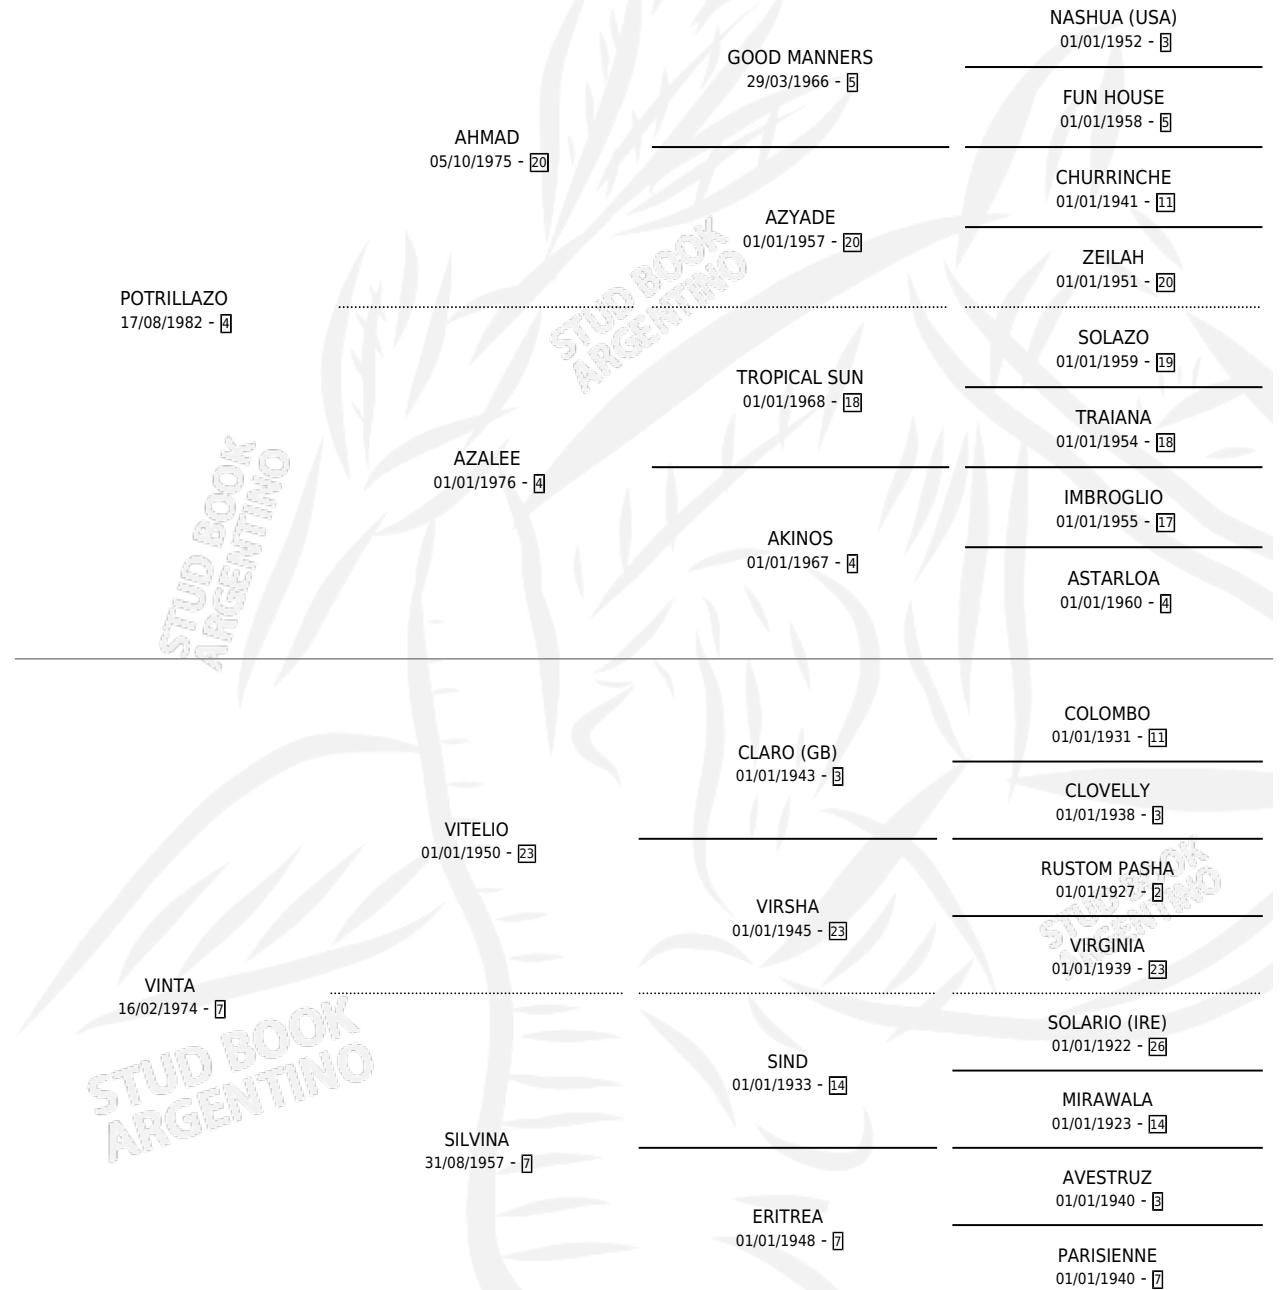 NASHUA (USA)
01/01/1952 - 3
GOOD MANNERS
29/03/1966 - 5
FUN HOUSE
01/01/1958 - 5
AHMAD
05/10/1975 - 20
CHURRINCHE
01/01/1941 - 11
AZYADE
01/01/1957 - 20
ZEILAH
01/01/1951 - 20
POTRILLAZO
17/08/1982 - 4
STUD BOOK
ARGENTINO
SOLAZO
01/01/1959 - 19
TROPICAL SUN
01/01/1968 - 18
TRAIANA
01/01/1954 - 18
AZALEE
01/01/1976 - 4
IMBROGLIO
01/01/1955 - 17
AKINOS
01/01/1967 - 4
ASTARLOA
01/01/1960 - 4
STUD BOOK
ARGENTINO
COLOMBO
01/01/1931 - 11
CLARO (GB)
01/01/1943 - 3
CLOVELLY
01/01/1938 - 3
VITELIO
01/01/1950 - 23
RUSTOM PASHA
01/01/1927 - 2
VIRSHA
01/01/1945 - 23
VIRGINIA
01/01/1939 - 23
STUD BOOK
ARGENTINO
VINTA
16/02/1974 - 7
STUD BOOK
ARGENTINO
SOLARIO (IRE)
01/01/1922 - 26
SIND
01/01/1933 - 14
MIRAWALA
01/01/1923 - 14
SILVINA
31/08/1957 - 7
AVESTRUZ
01/01/1940 - 3
ERITREA
01/01/1948 - 7
PARISIENNE
01/01/1940 - 7